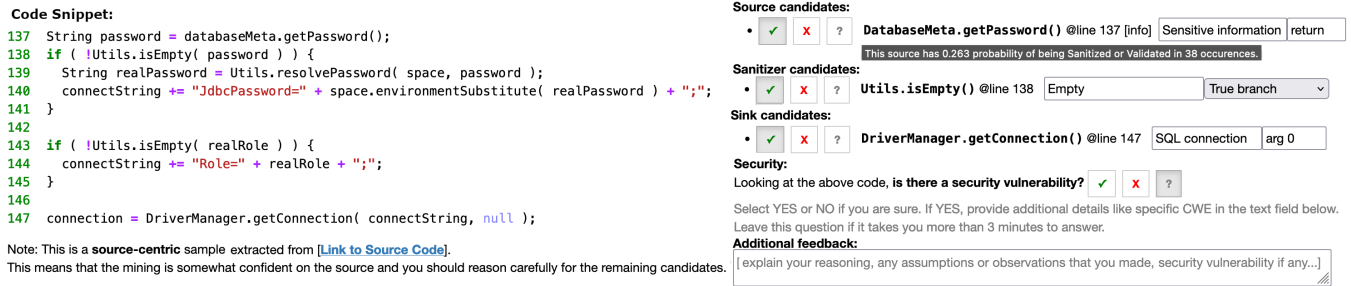 Code Snippet:
137 String password = databaseMeta.getPassword();
138 if ( !Utils.isEmpty( password ) ) {
139 String realPassword = Utils.resolvePassword( space, password );
140 connectString += "JdbcPassword=" + space.environmentSubstitute( realPassword ) + ";";
141 }
142
143 if ( !Utils.isEmpty( realRole ) ) {
144 connectString += "Role=" + realRole + ";";
145 }
146
147 connection = DriverManager.getConnection( connectString, null );
Note: This is a source-centric sample extracted from [Link to Source Code].
This means that the mining is somewhat confident on the source and you should reason carefully for the remaining candidates.
Source candidates:
• ✓ X ? DatabaseMeta.getPassword() @line 137 [info] Sensitive information return
This source has 0.263 probability of being Sanitized or Validated in 38 occurences.
Sanitizer candidates:
• ✓ X ? Utils.isEmpty() @line 138 Empty True branch
Sink candidates:
• ✓ X ? DriverManager.getConnection() @line 147 SQL connection arg 0
Security:
Looking at the above code, is there a security vulnerability? ✓ X ?
Select YES or NO if you are sure. If YES, provide additional details like specific CWE in the text field below.
Leave this question if it takes you more than 3 minutes to answer.
Additional feedback:
[ explain your reasoning, any assumptions or observations that you made, security vulnerability if any...]